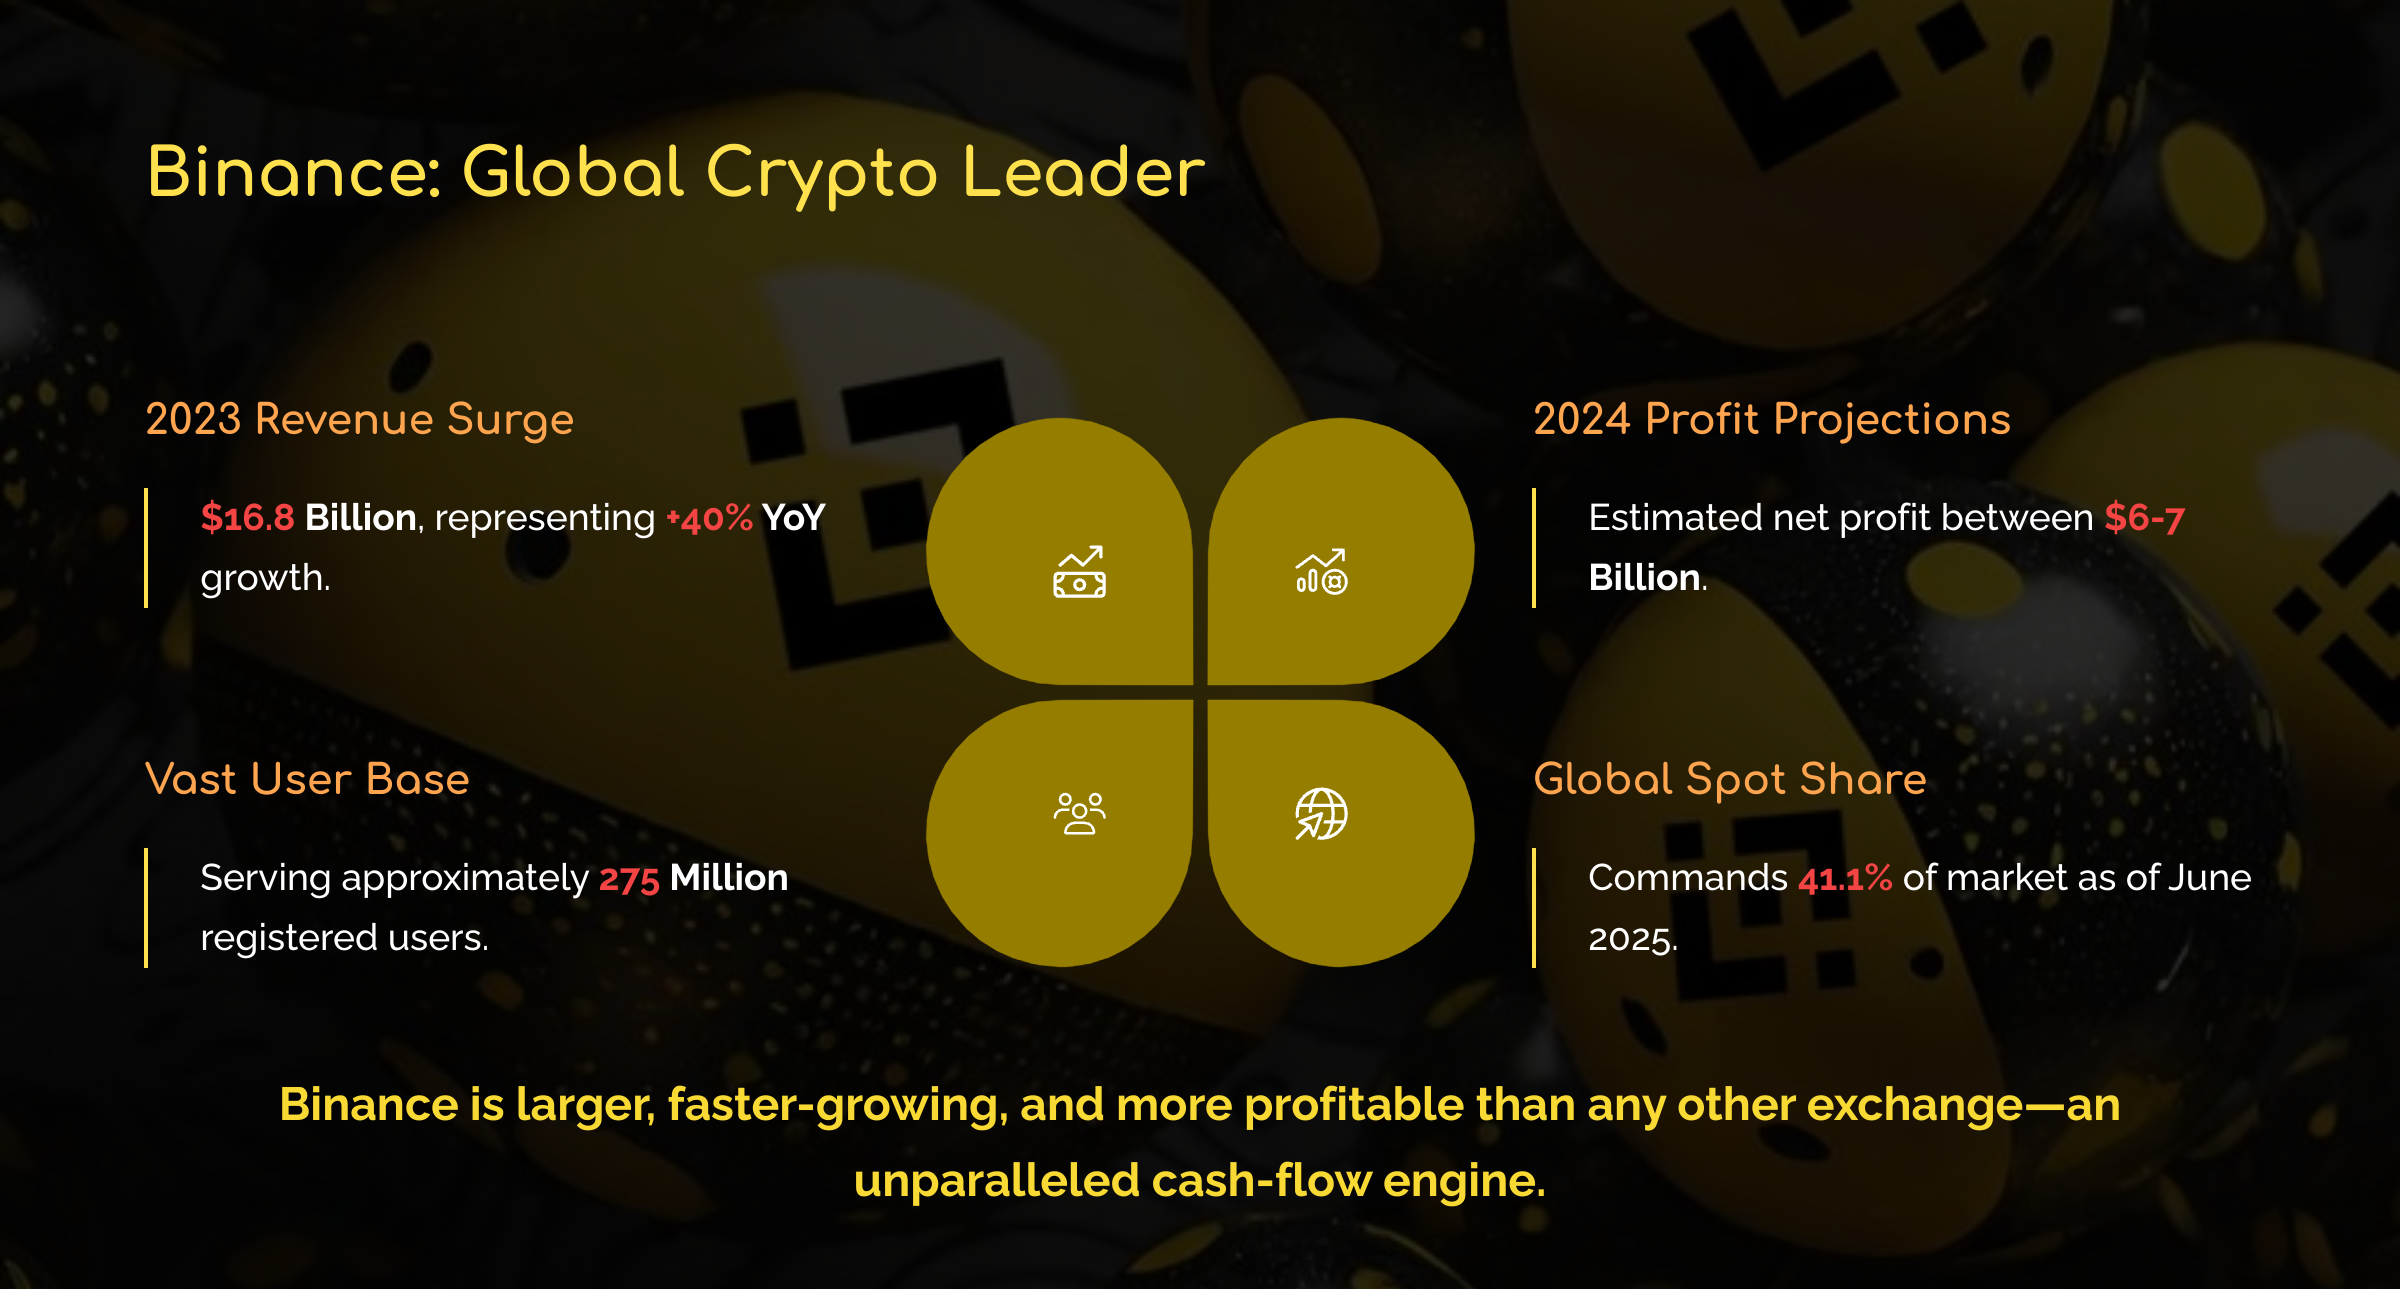 Binance: Global Crypto Leader
2023 Revenue Surge
$16.8 Billion, representing +40% YoY
growth.
2024 Profit Projections
Estimated net profit between $6-7
Billion.
Vast User Base
Serving approximately 275 Million
registered users.
Global Spot Share
Commands 41.1% of market as of June
2025.
Binance is larger, faster-growing, and more profitable than any other exchange—an
unparalleled cash-flow engine.